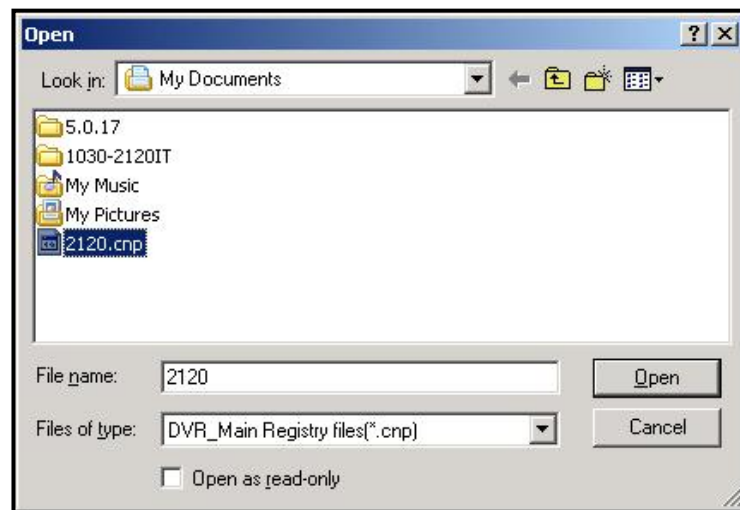 Open
Look in: My Documents
5.0.17
1030-2120IT
My Music
My Pictures
2120.cnp
File name: 2120 Open
Files of type: DVR_Main Registry files(*.cnp) Cancel
Open as read-only